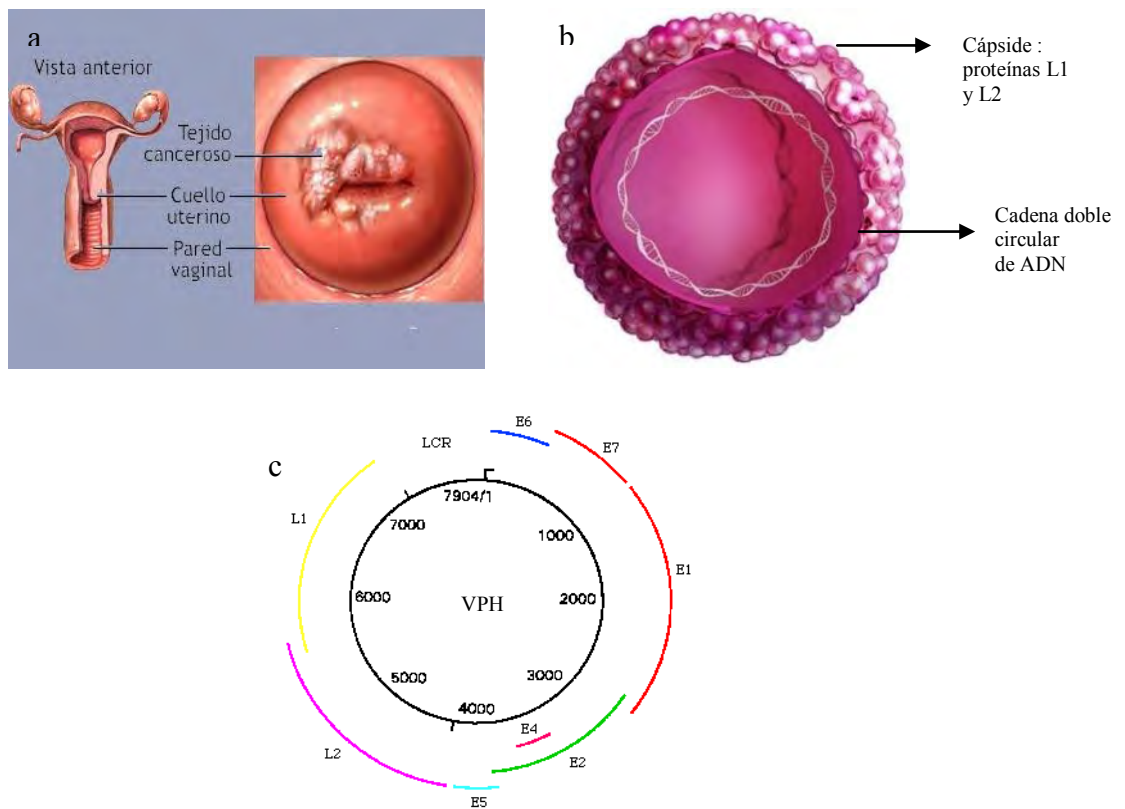 a
Vista anterior
Tejido
canceroso
Cuello
uterino
Pared
vaginal
b
Cápside :
proteínas L1
y L2
Cadena doble
circular
de ADN
c
LCR
E6
E7
L1
7904/1
7000
1000
E1
6000
VPH
2000
5000
3000
4000
E4
L2
E2
E5